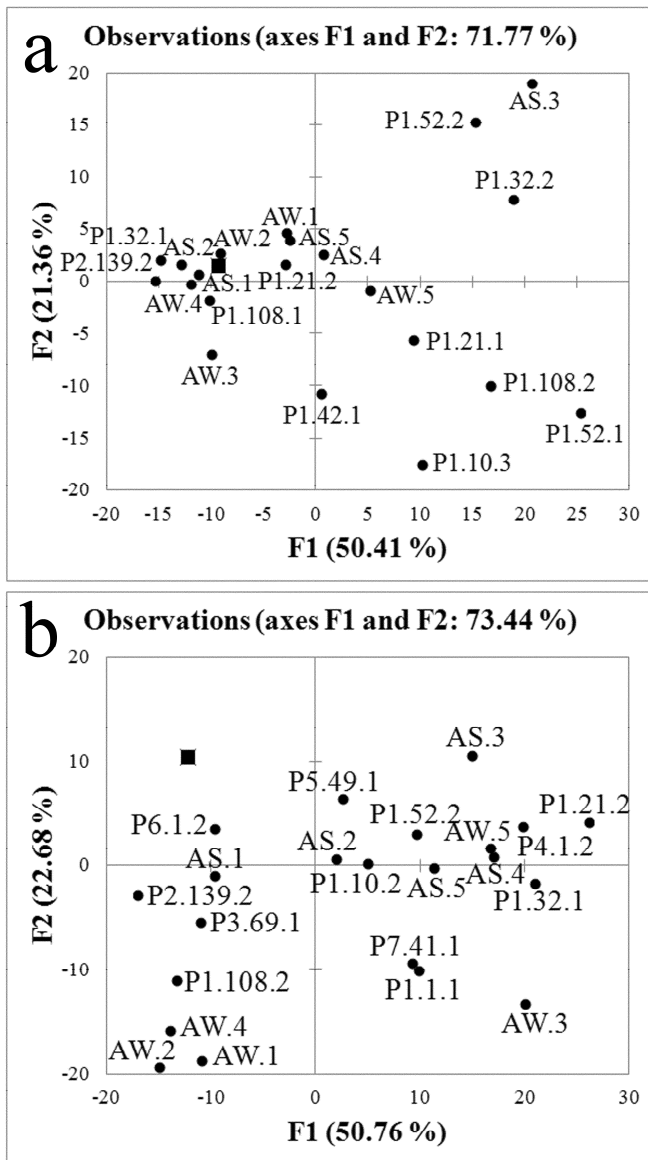 a
Observations (axes F1 and F2: 71.77 %)
20
AS.3
15
P1.52.2
10
P1.32.2
5
AW.1
P1.32.1
AS.2
AW.2
AS.5
AS.4
P2.139.2
P1.21.2
0
AS.1
AW.5
AW.4
P1.108.1
-5
P1.21.1
AW.3
-10
P1.108.2
P1.42.1
P1.52.1
-15
P1.10.3
-20
F2 (21.36 %)
-20 -15 -10 -5 0 5 10 15 20 25 30
F1 (50.41 %)
b
Observations (axes F1 and F2: 73.44 %)
20
AS.3
10
P5.49.1
P1.21.2
P6.1.2
P1.52.2
AW.5
AS.2
P4.1.2
AS.1
0
P1.10.2
AS.5
AS.4
P2.139.2
P1.32.1
P3.69.1
P7.41.1
-10
P1.108.2
P1.1.1
AW.3
AW.4
AW.2
AW.1
-20
F2 (22.68 %)
-20 -10 0 10 20 30
F1 (50.76 %)